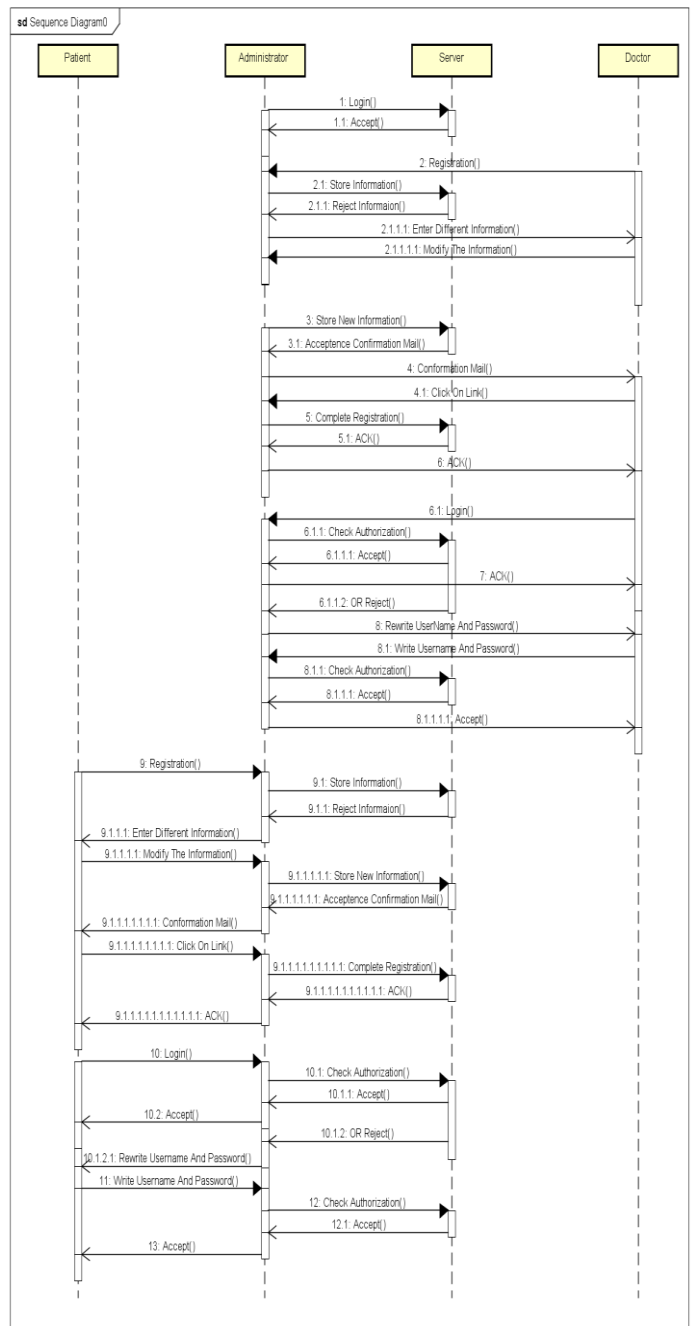 sd Sequence Diagram0
Patient
Administrator
Server
Doctor
1: Login()
1.1: Accept()
2: Registration()
2.1: Store Information()
2.1.1: Reject Informaion()
2.1.1.1: Enter Different Information()
2.1.1.1.1: Modify The Information()
3: Store New Information()
3.1: Acceptence Confirmation Mail()
4: Conformation Mail()
4.1: Click On Link()
5: Complete Registration()
5.1: ACK()
6: ACK()
6.1: Login()
6.1.1: Check Authorization()
6.1.1.1: Accept()
7: ACK()
6.1.1.2: OR Reject()
8: Rewrite UserName And Password()
8.1: Write Username And Password()
8.1.1: Check Authorization()
8.1.1.1: Accept()
8.1.1.1.1: Accept()
9: Registration()
9.1: Store Information()
9.1.1: Reject Informaion()
9.1.1.1: Enter Different Information()
9.1.1.1.1: Modify The Information()
9.1.1.1.1.1: Store New Information()
9.1.1.1.1.1.1: Acceptence Confirmation Mail()
9.1.1.1.1.1.1.1: Conformation Mail()
9.1.1.1.1.1.1.1.1: Click On Link()
9.1.1.1.1.1.1.1.1.1: Complete Registration()
9.1.1.1.1.1.1.1.1.1.1: ACK()
9.1.1.1.1.1.1.1.1.1.1.1: ACK()
10: Login()
10.1: Check Authorization()
10.1.1: Accept()
10.2: Accept()
10.1.2: OR Reject()
10.1.2.1: Rewrite Username And Password()
11: Write Username And Password()
12: Check Authorization()
12.1: Accept()
13: Accept()